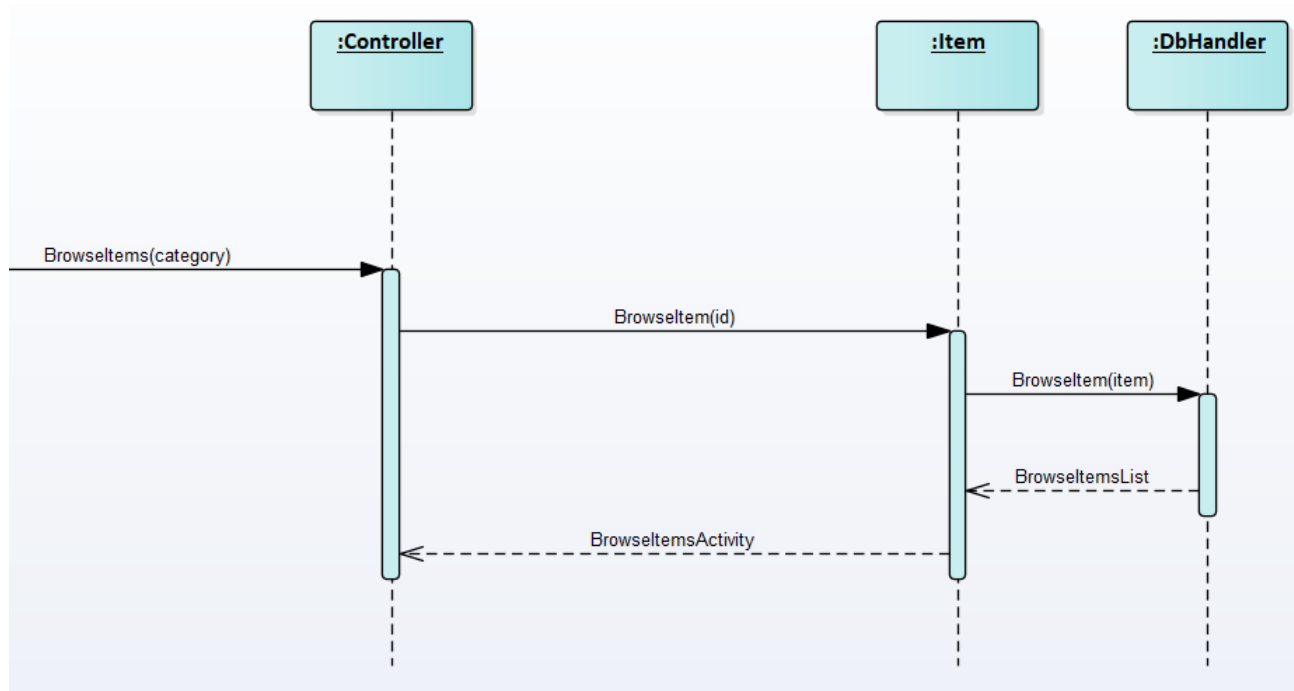 :Controller
:Item
:DbHandler
BrowseItems(category)
BrowseItem(id)
BrowseItem(item)
BrowseItemsList
BrowseItemsActivity